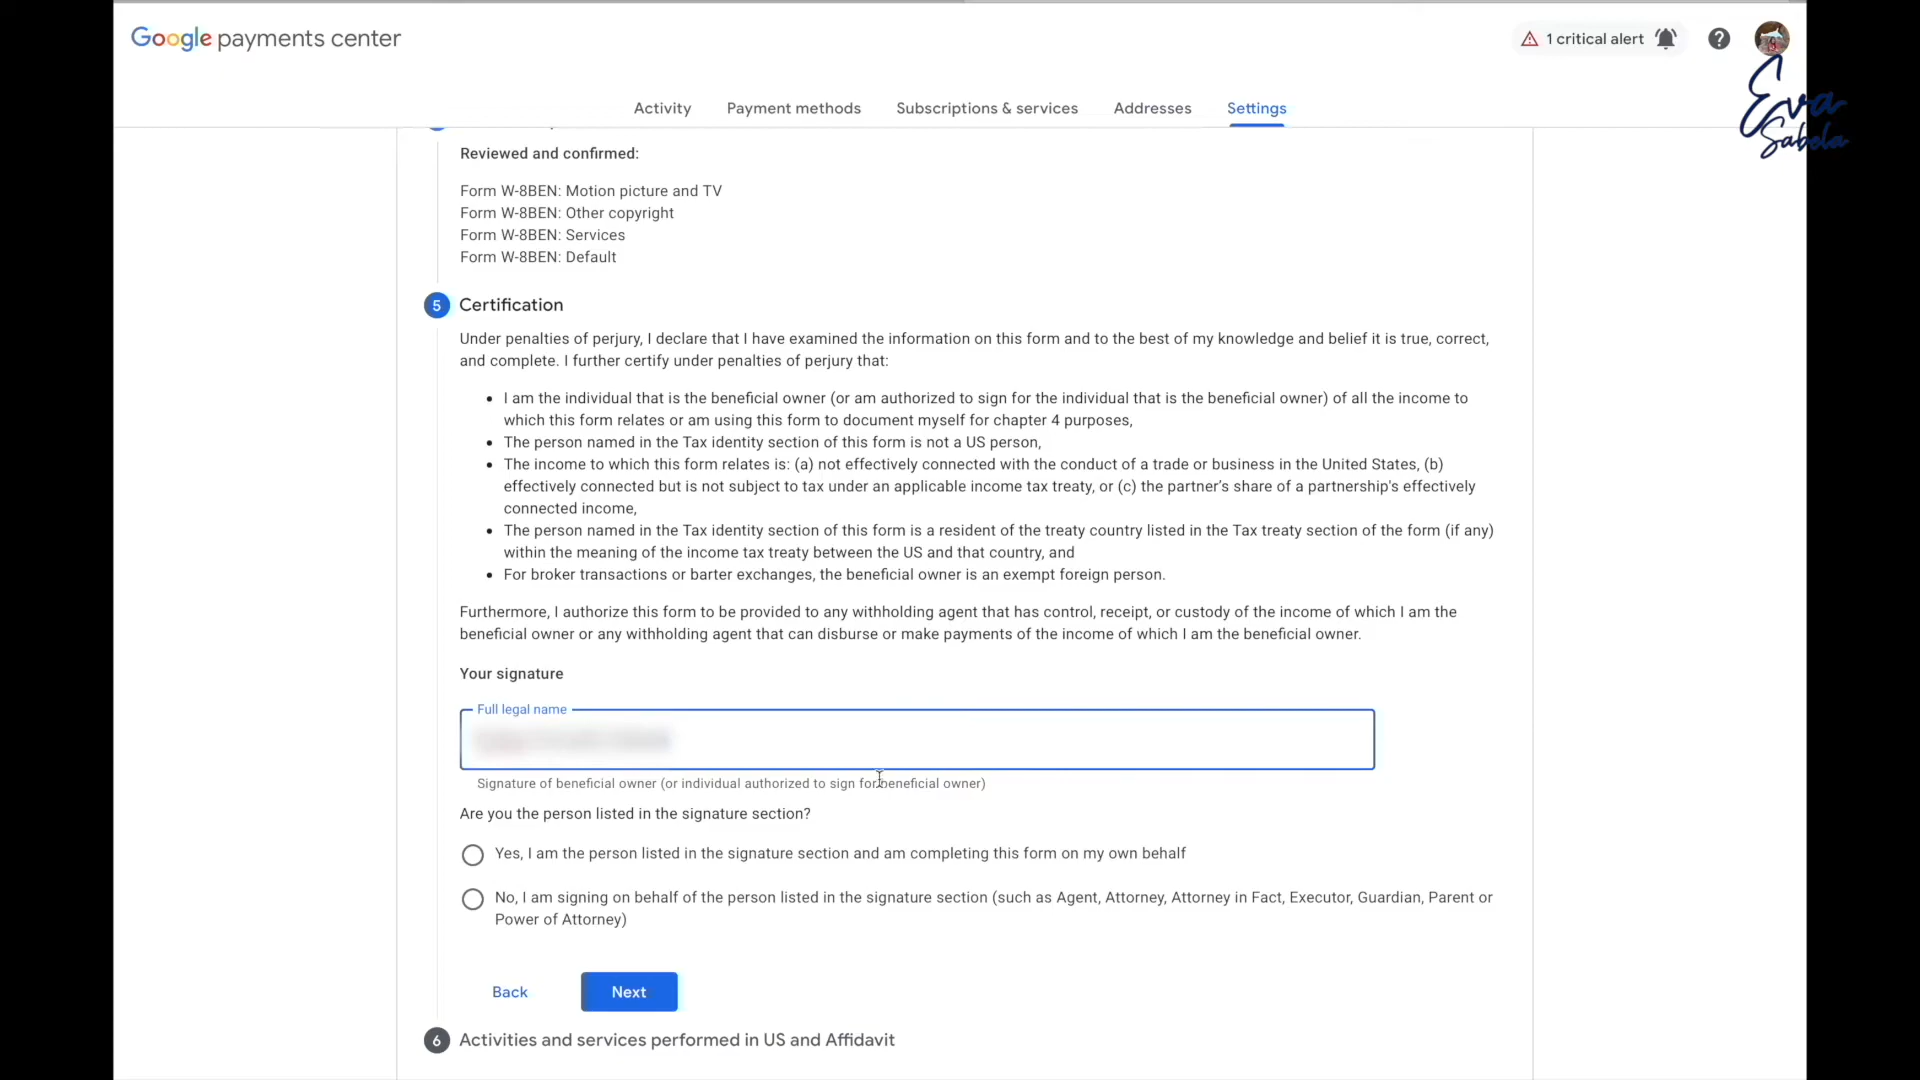 Google payments center
1 critical alert
Eva
Sabela
Activity
Payment methods
Subscriptions & services
Addresses
Settings
Reviewed and confirmed:
Form W-8BEN: Motion picture and TV
Form W-8BEN: Other copyright
Form W-8BEN: Services
Form W-8BEN: Default
5 Certification
Under penalties of perjury, I declare that I have examined the information on this form and to the best of my knowledge and belief it is true, correct,
and complete. I further certify under penalties of perjury that:
• I am the individual that is the beneficial owner (or am authorized to sign for the individual that is the beneficial owner) of all the income to
which this form relates or am using this form to document myself for chapter 4 purposes,
• The person named in the Tax identity section of this form is not a US person,
• The income to which this form relates is: (a) not effectively connected with the conduct of a trade or business in the United States, (b)
effectively connected but is not subject to tax under an applicable income tax treaty, or (c) the partner’s share of a partnership's effectively
connected income,
• The person named in the Tax identity section of this form is a resident of the treaty country listed in the Tax treaty section of the form (if any)
within the meaning of the income tax treaty between the US and that country, and
• For broker transactions or barter exchanges, the beneficial owner is an exempt foreign person.
Furthermore, I authorize this form to be provided to any withholding agent that has control, receipt, or custody of the income of which I am the
beneficial owner or any withholding agent that can disburse or make payments of the income of which I am the beneficial owner.
Your signature
Full legal name
Signature of beneficial owner (or individual authorized to sign for beneficial owner)
Are you the person listed in the signature section?
Yes, I am the person listed in the signature section and am completing this form on my own behalf
No, I am signing on behalf of the person listed in the signature section (such as Agent, Attorney, Attorney in Fact, Executor, Guardian, Parent or
Power of Attorney)
Back
Next
6 Activities and services performed in US and Affidavit